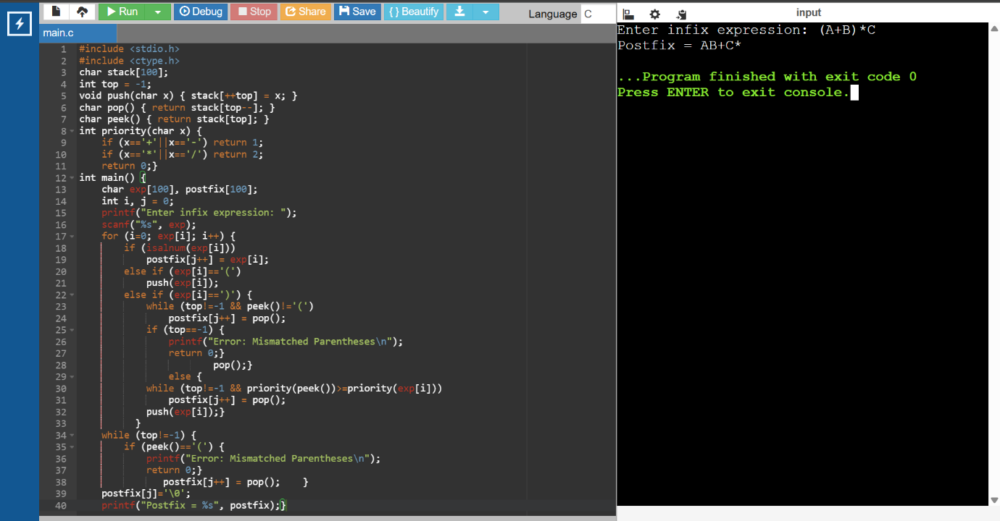 Run Debug Stop Share Save { } Beautify Language C
main.c
1 #include <stdio.h>
2 #include <ctype.h>
3 char stack[100];
4 int top = -1;
5 void push(char x) { stack[++top] = x; }
6 char pop() { return stack[top--]; }
7 char peek() { return stack[top]; }
8 int priority(char x) {
9     if (x=='+'||x=='-') return 1;
10     if (x=='*'||x=='/') return 2;
11     return 0;}
12 int main() {
13     char exp[100], postfix[100];
14     int i, j = 0;
15     printf("Enter infix expression: ");
16     scanf("%s", exp);
17     for (i=0; exp[i]; i++) {
18         if (isalnum(exp[i]))
19             postfix[j++] = exp[i];
20         else if (exp[i]=='(')
21             push(exp[i]);
22         else if (exp[i]==')') {
23             while (top!=-1 && peek()!='(')
24                 postfix[j++] = pop();
25             if (top==-1) {
26                 printf("Error: Mismatched Parentheses\n");
27                 return 0;}
28                         pop();}
29                 else {
30             while (top!=-1 && priority(peek())>=priority(exp[i]))
31                 postfix[j++] = pop();
32             push(exp[i]);}
33           }
34     while (top!=-1) {
35         if (peek()=='(') {
36             printf("Error: Mismatched Parentheses\n");
37             return 0;}
38                postfix[j++] = pop();    }
39     postfix[j]='\0';
40     printf("Postfix = %s", postfix);}
input
Enter infix expression: (A+B)*C
Postfix = AB+C*
...Program finished with exit code 0
Press ENTER to exit console.